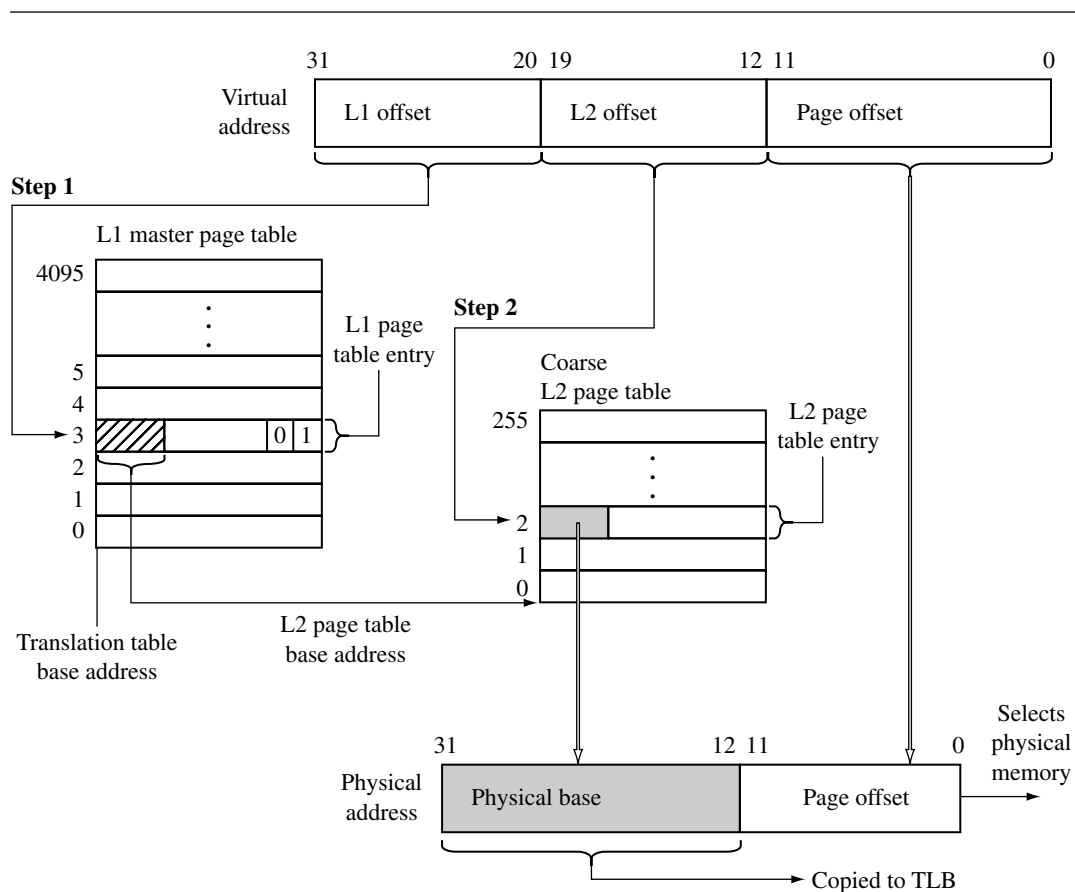 31 20 19 12 11 0
Virtual
address
L1 offset
L2 offset
Page offset
Step 1
L1 master page table
4095
5
4
3
0 1
2
1
0
L1 page
table entry
Translation table
base address
L2 page table
base address
Step 2
Coarse
L2 page table
255
2
1
0
L2 page
table entry
31 12 11 0
Physical
address
Physical base
Page offset
Selects
physical
memory
Copied to TLB